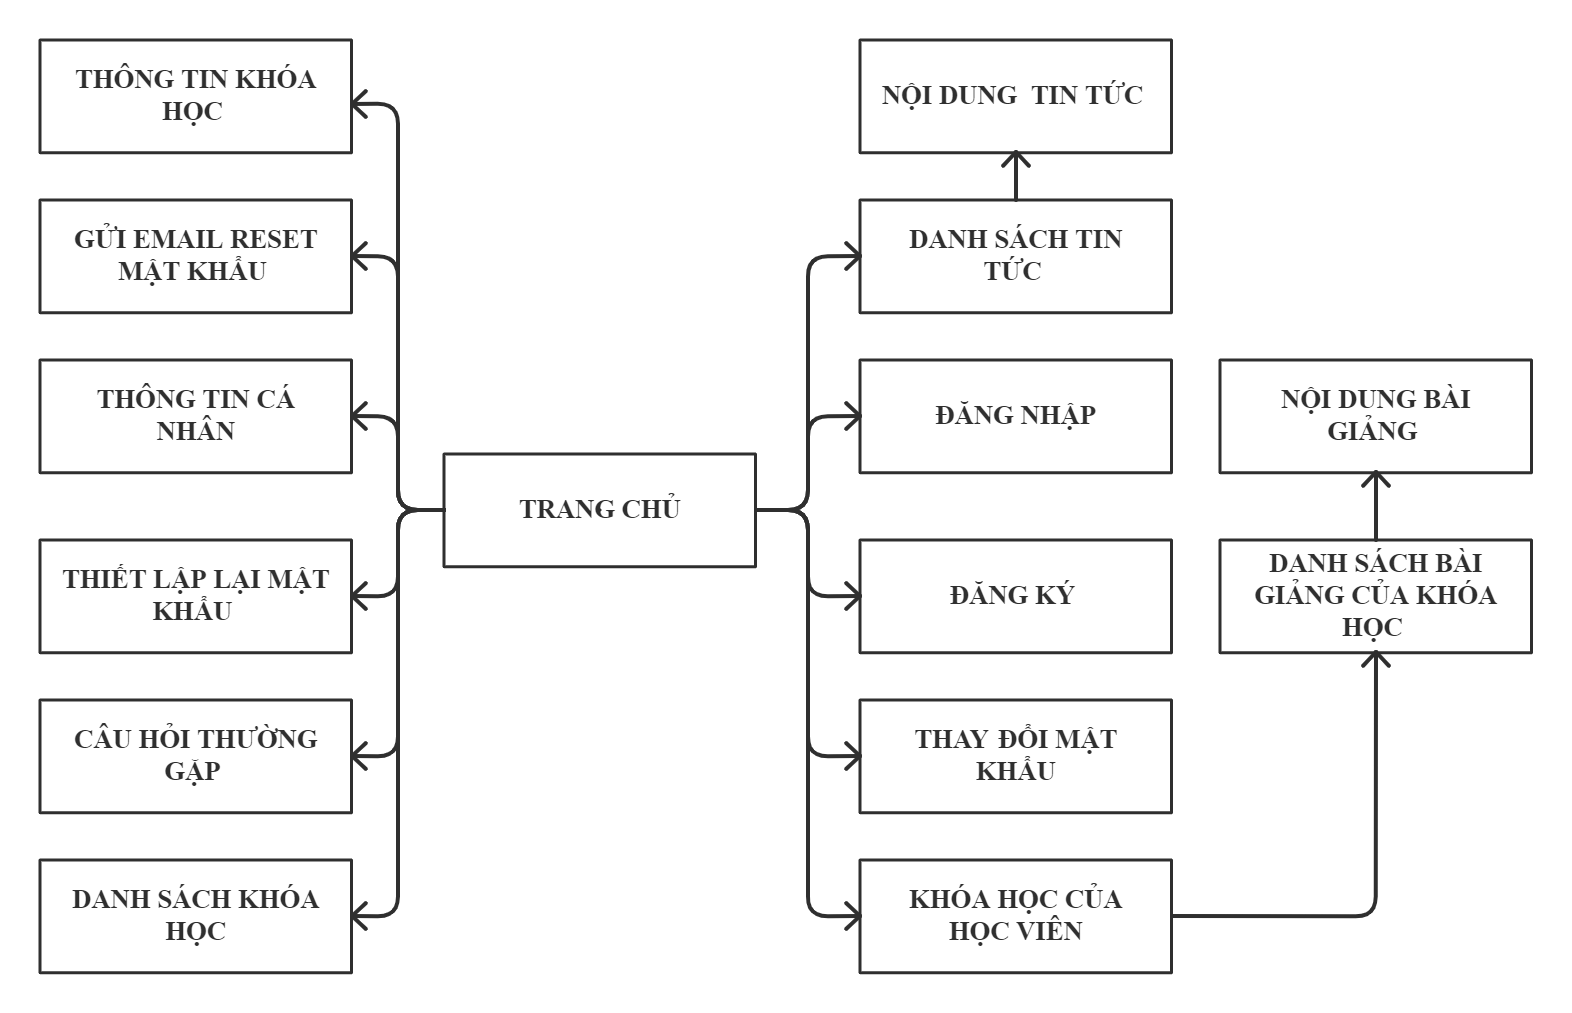 THÔNG TIN KHÓA
HỌC
GỬI EMAIL RESET
MẬT KHẨU
THÔNG TIN CÁ
NHÂN
THIẾT LẬP LẠI MẬT
KHẨU
CÂU HỎI THƯỜNG
GẶP
DANH SÁCH KHÓA
HỌC
TRANG CHỦ
NỘI DUNG TIN TỨC
DANH SÁCH TIN
TỨC
ĐĂNG NHẬP
ĐĂNG KÝ
THAY ĐỔI MẬT
KHẨU
KHÓA HỌC CỦA
HỌC VIÊN
NỘI DUNG BÀI
GIẢNG
DANH SÁCH BÀI
GIẢNG CỦA KHÓA
HỌC